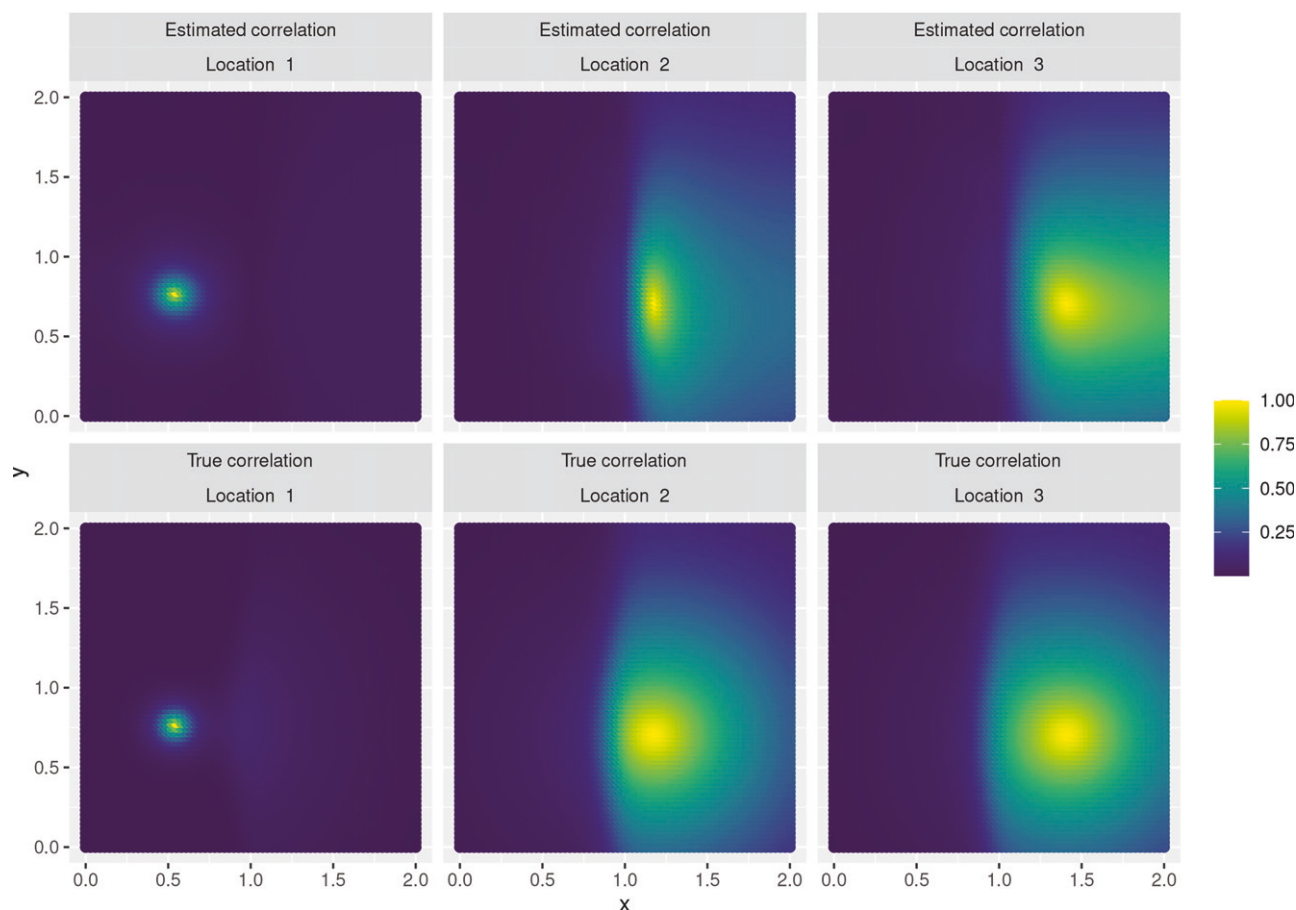 Estimated correlation Estimated correlation Estimated correlation
Location 1 Location 2 Location 3
2.0
1.5
1.0
0.5
0.0
True correlation True correlation True correlation
Location 1 Location 2 Location 3
2.0
1.5
1.0
0.5
0.0
0.0 0.5 1.0 1.5 2.0 0.0 0.5 1.0 1.5 2.0 0.0 0.5 1.0 1.5 2.0
x
y
1.00
0.75
0.50
0.25